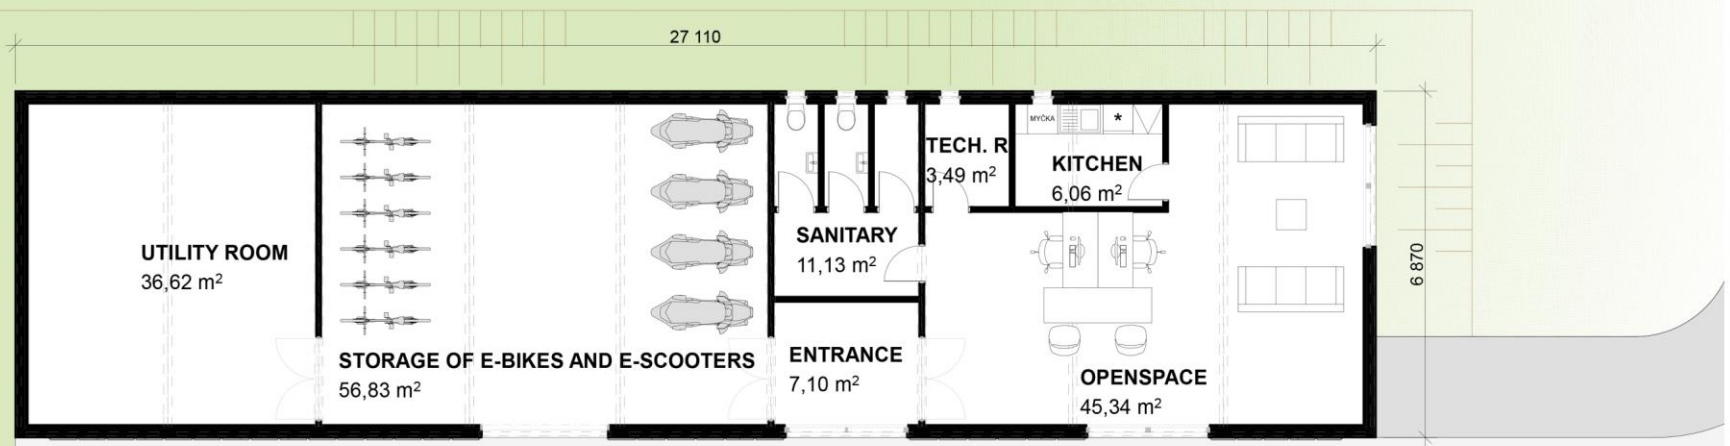 27 110
MYČKA
*
TECH. R
3,49 m²
KITCHEN
6,06 m²
UTILITY ROOM
36,62 m²
SANITARY
11,13 m²
6 870
STORAGE OF E-BIKES AND E-SCOOTERS
56,83 m²
ENTRANCE
7,10 m²
OPENSPACE
45,34 m²